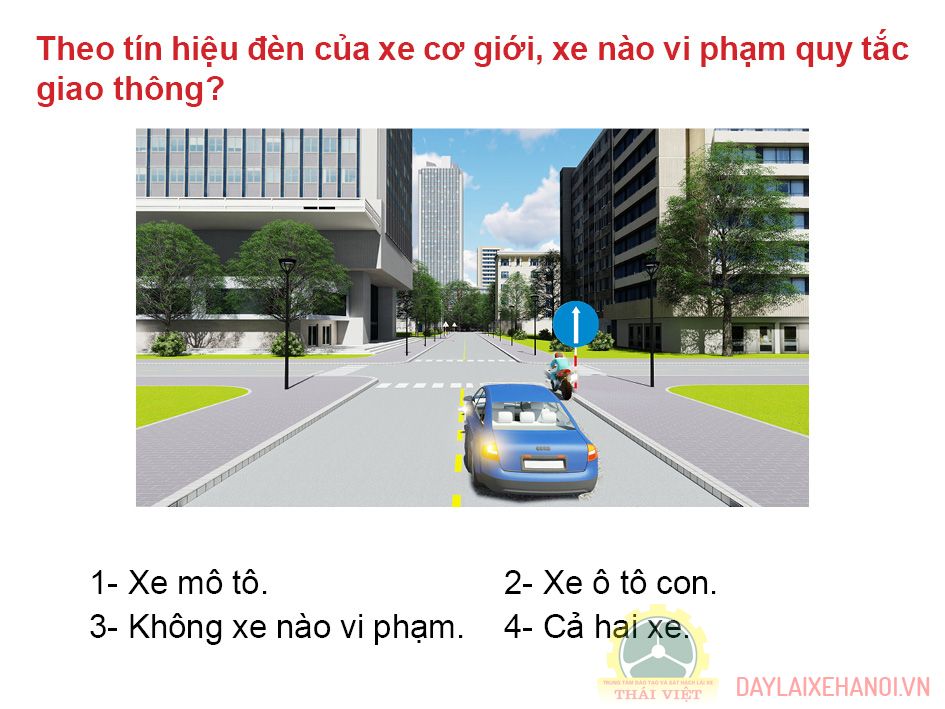 Theo tín hiệu đèn của xe cơ giới, xe nào vi phạm quy tắc
giao thông?
1- Xe mô tô.
2- Xe ô tô con.
3- Không xe nào vi phạm.
4- Cả hai xe.
TRUNG TÂM ĐÀO TẠO VÀ SÁT HẠCH LÁI XE
THÁI VIỆT
DAYLAIXEHANOI.VN